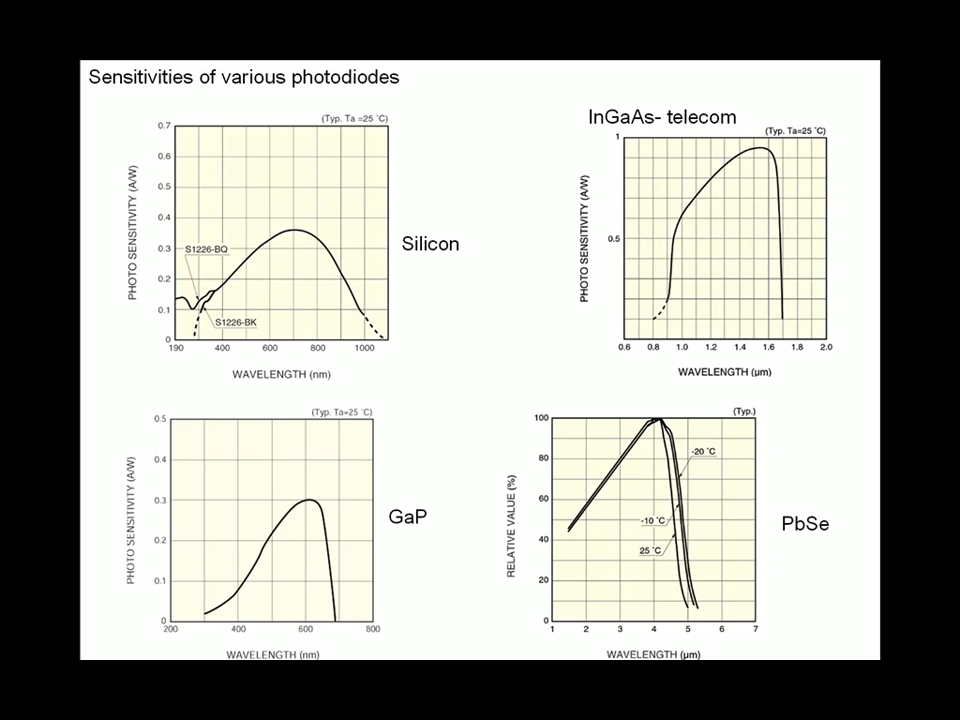 Sensitivities of various photodiodes
(Typ. Ta =25 ˚C)
0.7
0.6
0.5
0.4
0.3
0.2
0.1
0
PHOTO SENSITIVITY (A/W)
S1226-BQ
S1226-BK
190 400 600 800 1000
WAVELENGTH (nm)
Silicon
InGaAs- telecom
(Typ. Ta=25 ˚C)
1
0.5
PHOTO SENSITIVITY (A/W)
0.6 0.8 1.0 1.2 1.4 1.6 1.8 2.0
WAVELENGTH (µm)
(Typ. Ta=25 ˚C)
0.5
0.4
0.3
0.2
0.1
0
PHOTO SENSITIVITY (A/W)
200 400 600 800
WAVELENGTH (nm)
GaP
(Typ.)
100
80
60
40
20
0
RELATIVE VALUE (%)
-20 ˚C
-10 ˚C
25 ˚C
1 2 3 4 5 6 7
WAVELENGTH (µm)
PbSe